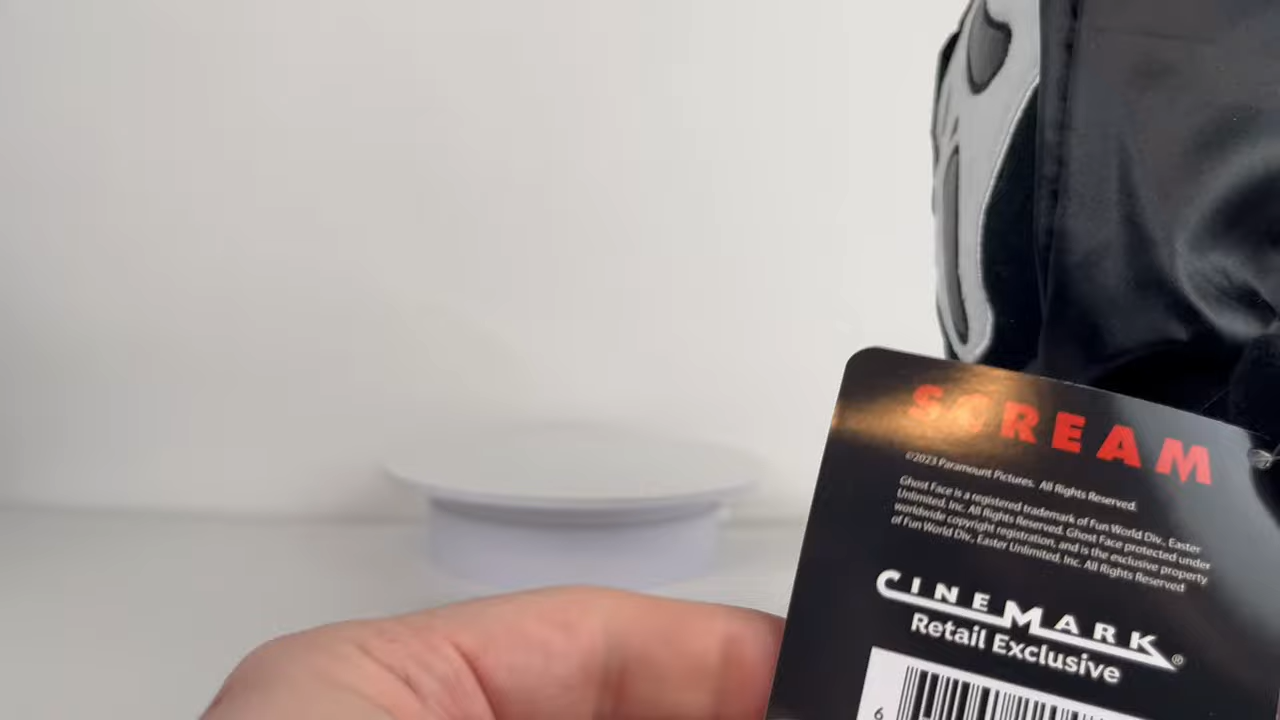 SCREAM
©2023 Paramount Pictures. All Rights Reserved.
Ghost Face is a registered trademark of Fun World Div., Easter
Unlimited, Inc. All Rights Reserved. Ghost Face protected under
worldwide copyright registration, and is the exclusive property
of Fun World Div., Easter Unlimited, Inc. All Rights Reserved
CINEMARK®
Retail Exclusive
6